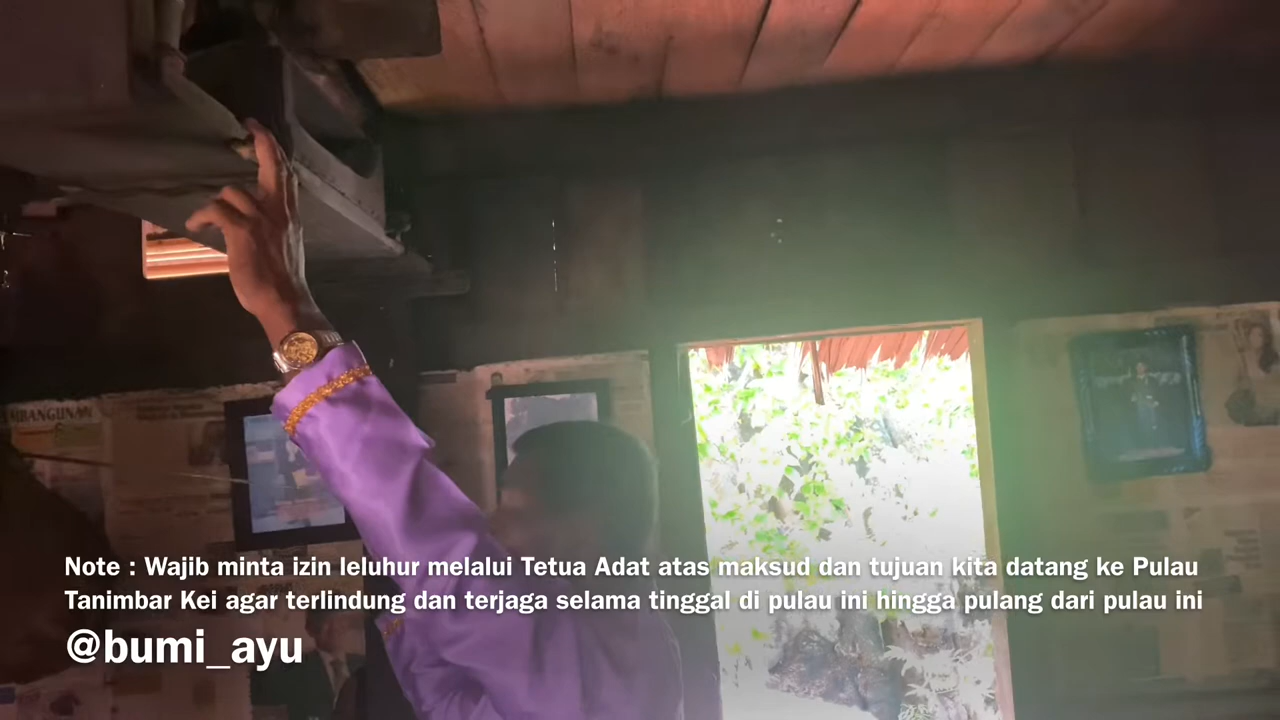 MBANGUNAN
Note : Wajib minta izin leluhur melalui Tetua Adat atas maksud dan tujuan kita datang ke Pulau
Tanimbar Kei agar terlindung dan terjaga selama tinggal di pulau ini hingga pulang dari pulau ini
@bumi_ayu